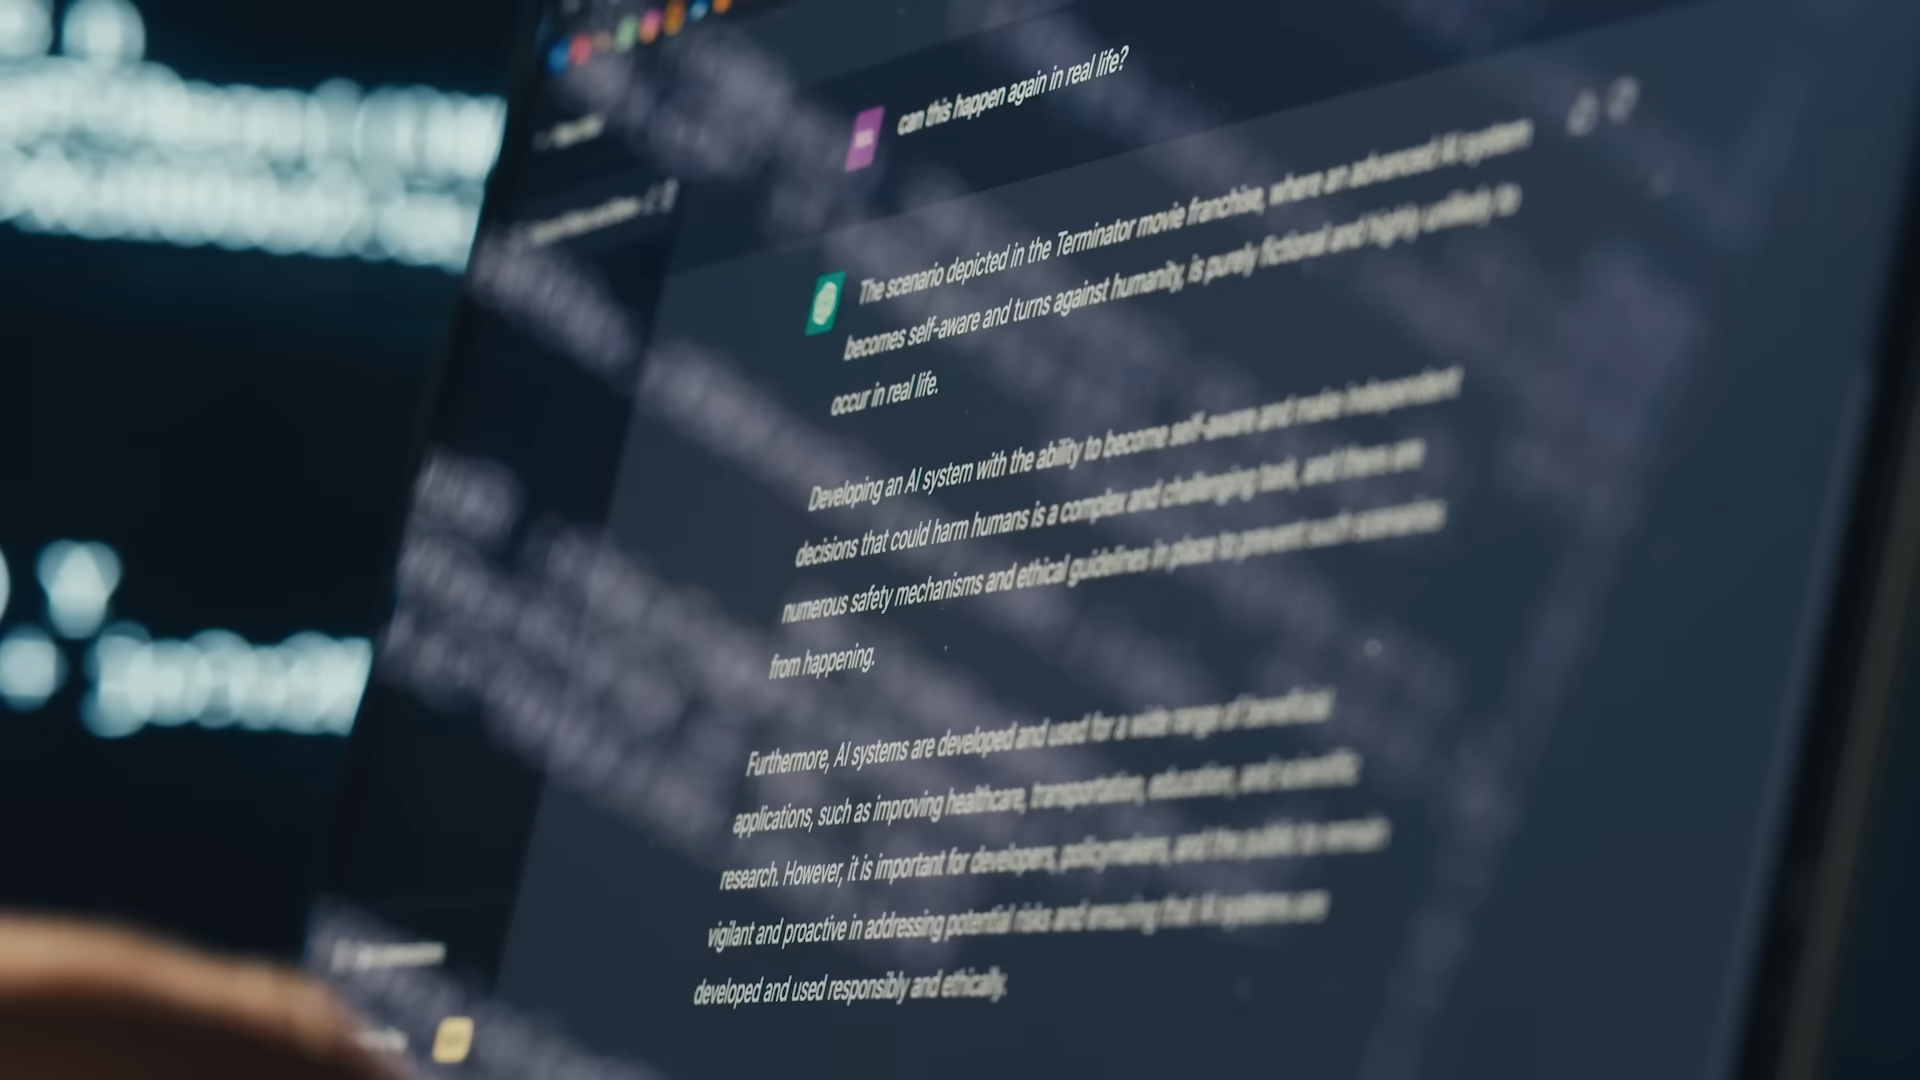 can this happen again in real life?
The scenario depicted in the Terminator movie franchise, where an advanced AI system
becomes self-aware and turns against humanity, is purely fictional and highly unlikely to
occur in real life.
Developing an AI system with the ability to become self-aware and make independent
decisions that could harm humans is a complex and challenging task, and there are
numerous safety mechanisms and ethical guidelines in place to prevent such scenarios
from happening.
Furthermore, AI systems are developed and used for a wide range of beneficial
applications, such as improving healthcare, transportation, education, and scientific
research. However, it is important for developers, policymakers, and the public to remain
vigilant and proactive in addressing potential risks and ensuring that AI systems are
developed and used responsibly and ethically.